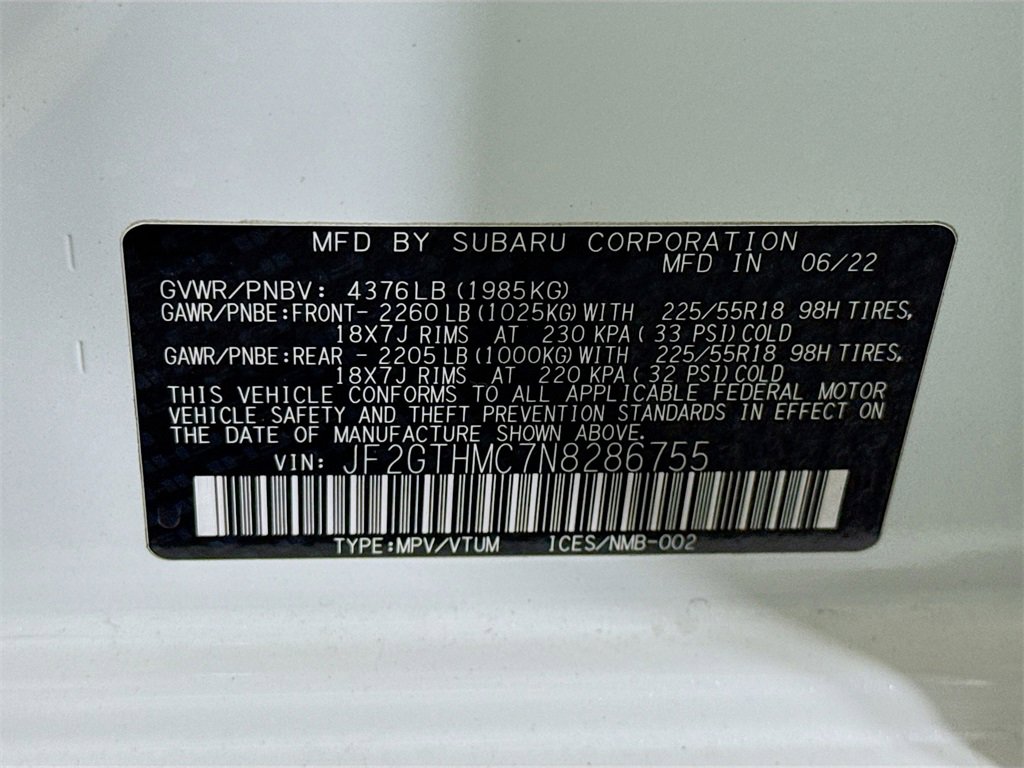 MFD BY SUBARU CORPORATION
MFD IN 06/22
GVWR/PNBV: 4376LB (1985KG)
GAWR/PNBE:FRONT- 2260 LB (1025KG) WITH 225/55R18 98H TIRES,
18X7J RIMS AT 230 KPA ( 33 PSI) COLD
GAWR/PNBE:REAR - 2205 LB (1000KG) WITH 225/55R18 98H TIRES,
18X7J RIMS AT 220 KPA ( 32 PSI) COLD
THIS VEHICLE CONFORMS TO ALL APPLICABLE FEDERAL MOTOR
VEHICLE SAFETY AND THEFT PREVENTION STANDARDS IN EFFECT ON
THE DATE OF MANUFACTURE SHOWN ABOVE.
VIN: JF2GTHMC7N8286755
TYPE:MPV/VTUM ICES/NMB-002